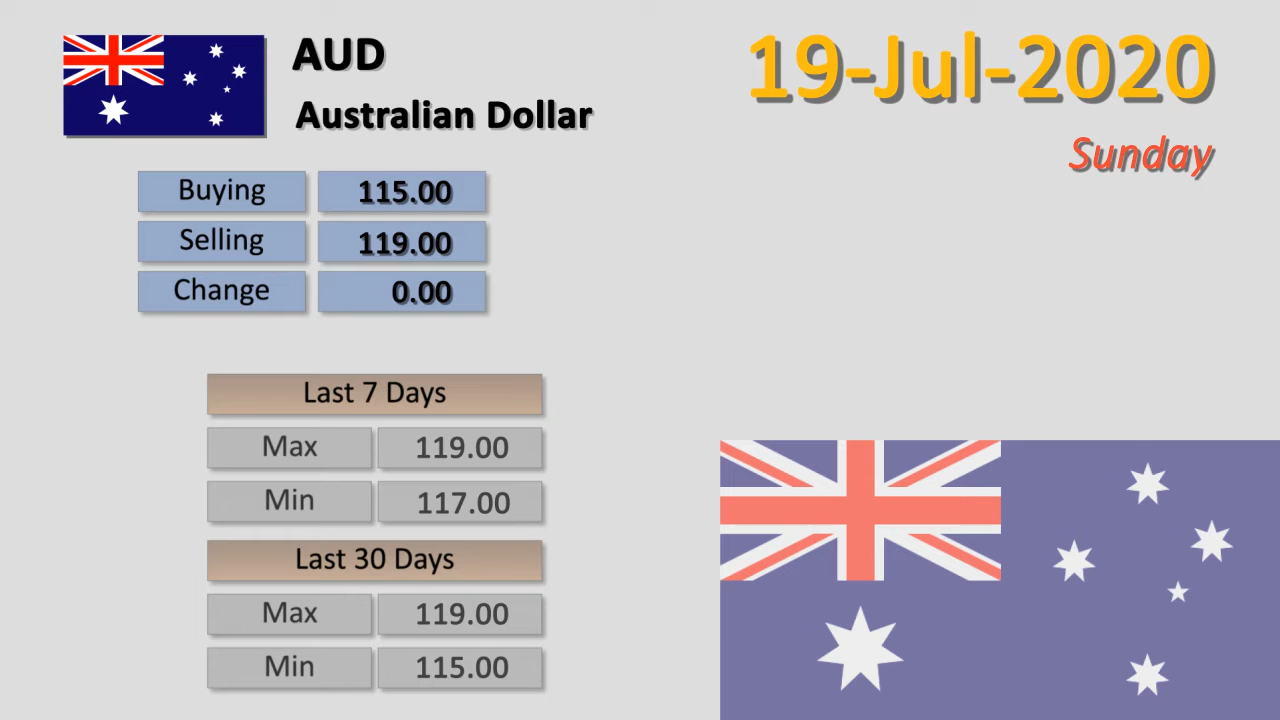 AUD
Australian Dollar
19-Jul-2020
Sunday
Buying 115.00
Selling 119.00
Change 0.00
Last 7 Days
Max 119.00
Min 117.00
Last 30 Days
Max 119.00
Min 115.00